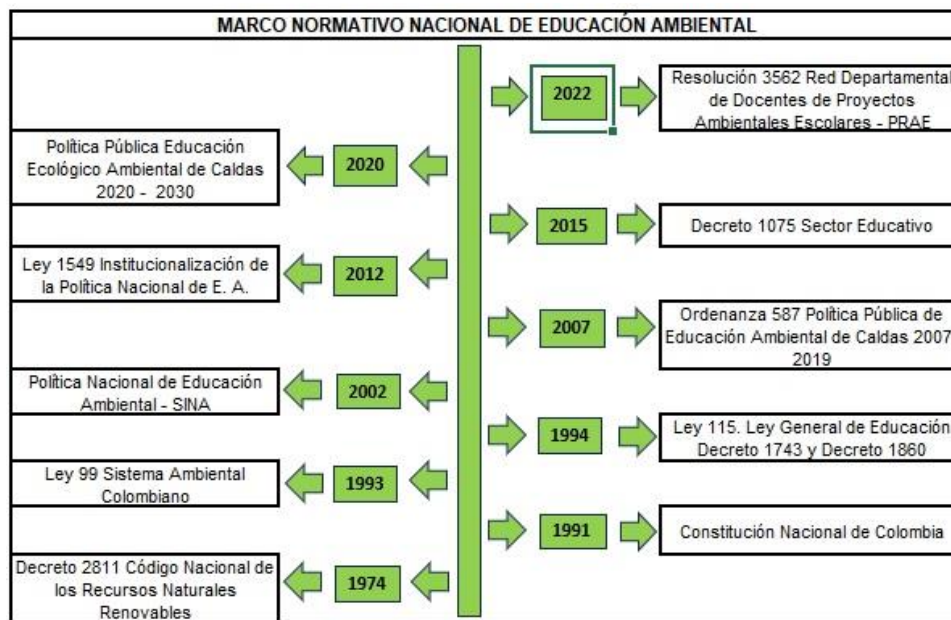 MARCO NORMATIVO NACIONAL DE EDUCACIÓN AMBIENTAL
2022
Resolución 3562 Red Departamental
de Docentes de Proyectos
Ambientales Escolares - PRAE
Política Pública Educación
Ecológico Ambiental de Caldas
2020 - 2030
2020
2015
Decreto 1075 Sector Educativo
Ley 1549 Institucionalización de
la Política Nacional de E. A.
2012
2007
Ordenanza 587 Política Pública de
Educación Ambiental de Caldas 2007
2019
Política Nacional de Educación
Ambiental - SINA
2002
1994
Ley 115. Ley General de Educación
Decreto 1743 y Decreto 1860
Ley 99 Sistema Ambiental
Colombiano
1993
1991
Constitución Nacional de Colombia
Decreto 2811 Código Nacional de
los Recursos Naturales
Renovables
1974